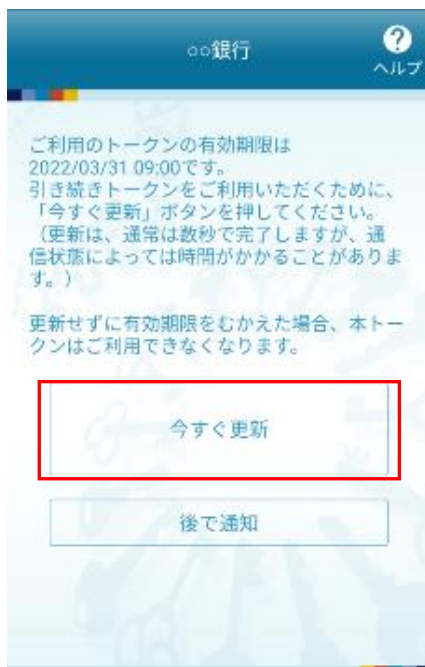 ○○銀行
?
ヘルプ
ご利用のトークンの有効期限は
2022/03/31 09:00です。
引き続きトークンをご利用いただくために、
「今すぐ更新」ボタンを押してください。
(更新は、通常は数秒で完了しますが、通
信状態によっては時間がかかることがありま
す。)
更新せずに有効期限をむかえた場合、本トー
クンはご利用できなくなります。
今すぐ更新
後で通知